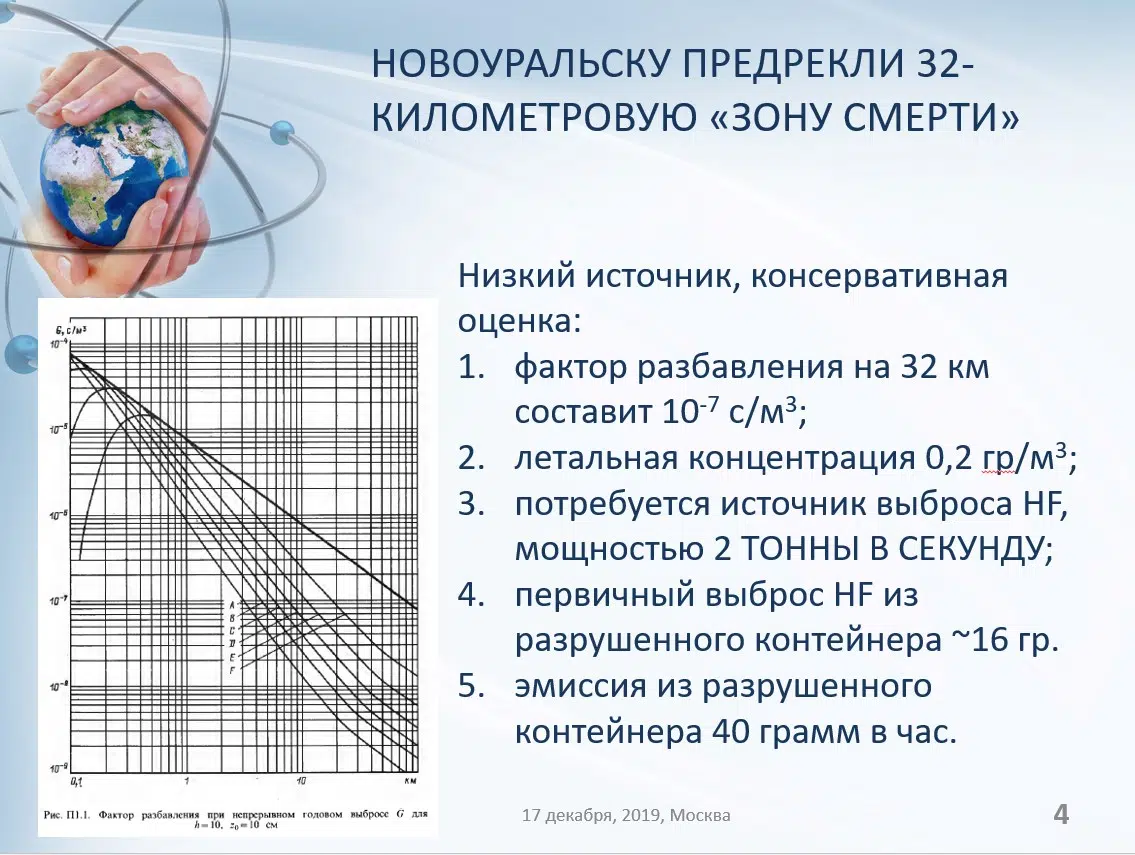 НОВОУРАЛЬСКУ ПРЕДРЕКЛИ 32-
КИЛОМЕТРОВУЮ «ЗОНУ СМЕРТИ»
Низкий источник, консервативная
оценка:
1. фактор разбавления на 32 км
составит 10⁻⁷ с/м³;
2. летальная концентрация 0,2 гр/м³;
3. потребуется источник выброса HF,
мощностью 2 ТОННЫ В СЕКУНДУ;
4. первичный выброс HF из
разрушенного контейнера ~16 гр.
5. эмиссия из разрушенного
контейнера 40 грамм в час.
G, с/м³
10⁻⁴
10⁻⁵
10⁻⁶
10⁻⁷
A
B
C
D
E
F
10⁻⁸
10⁻⁹
0,1 1 10 км
Рис. П1.1. Фактор разбавления при непрерывном годовом выбросе G для
h=10, z₀=10 см
17 декабря, 2019, Москва
4